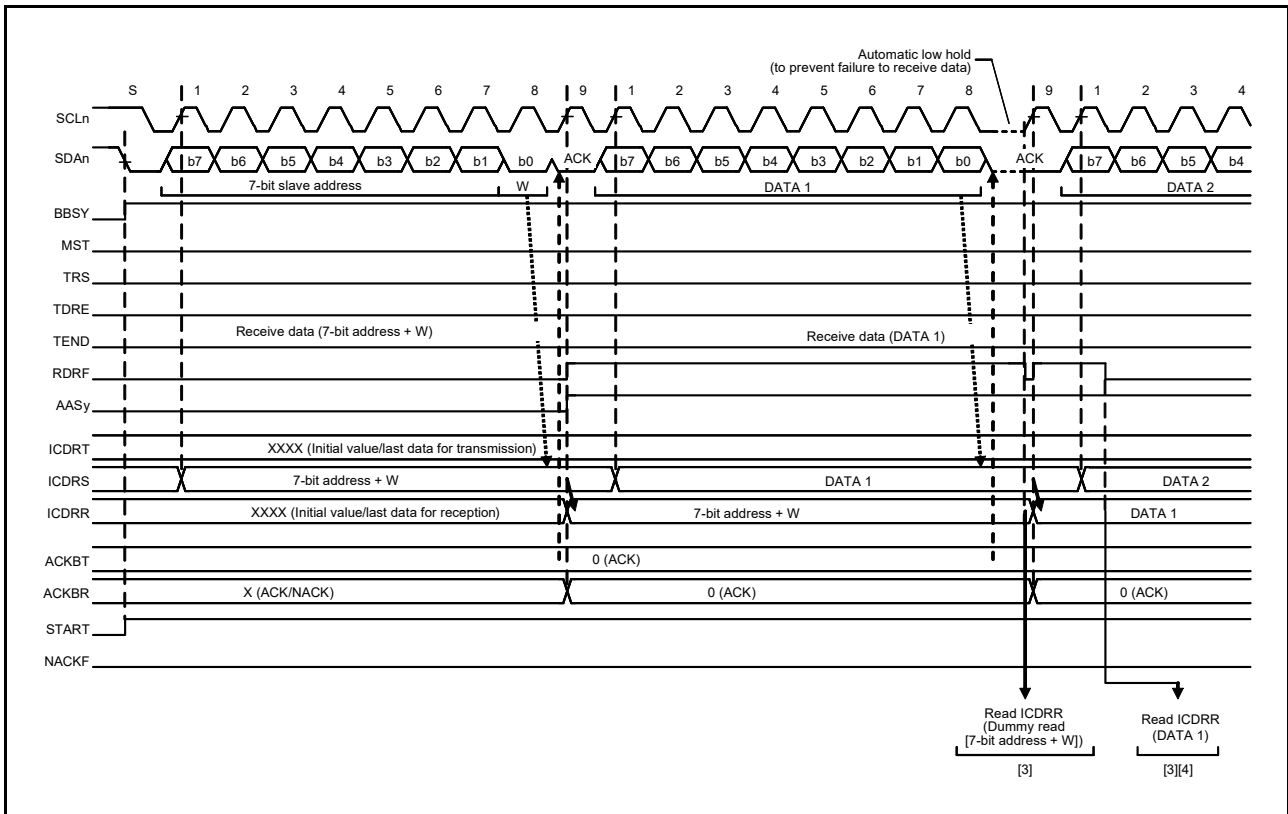 Automatic low hold
(to prevent failure to receive data)
S 1 2 3 4 5 6 7 8 9 1 2 3 4 5 6 7 8 9 1 2 3 4
SCLn
SDAn b7 b6 b5 b4 b3 b2 b1 b0 ACK b7 b6 b5 b4 b3 b2 b1 b0 ACK b7 b6 b5 b4
7-bit slave address W DATA 1 DATA 2
BBSY
MST
TRS
TDRE
Receive data (7-bit address + W) Receive data (DATA 1)
TEND
RDRF
AASy
ICDRT XXXX (Initial value/last data for transmission)
ICDRS 7-bit address + W DATA 1 DATA 2
ICDRR XXXX (Initial value/last data for reception) 7-bit address + W DATA 1
ACKBT 0 (ACK)
ACKBR X (ACK/NACK) 0 (ACK) 0 (ACK)
START
NACKF
Read ICDRR
(Dummy read
[7-bit address + W])
[3]
Read ICDRR
(DATA 1)
[3][4]